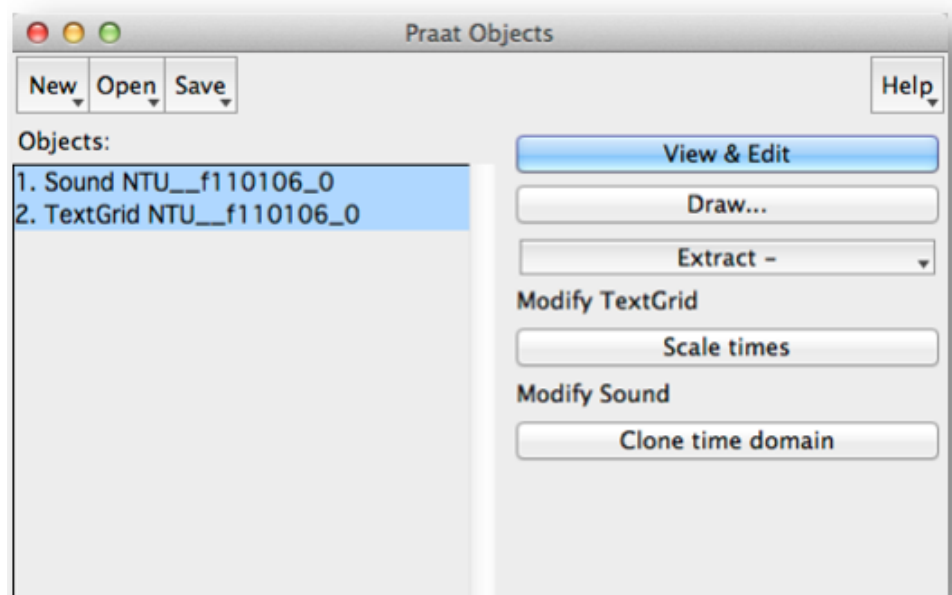 Praat Objects
New Open Save Help
Objects:
1. Sound NTU__f110106_0
2. TextGrid NTU__f110106_0
View & Edit
Draw...
Extract -
Modify TextGrid
Scale times
Modify Sound
Clone time domain